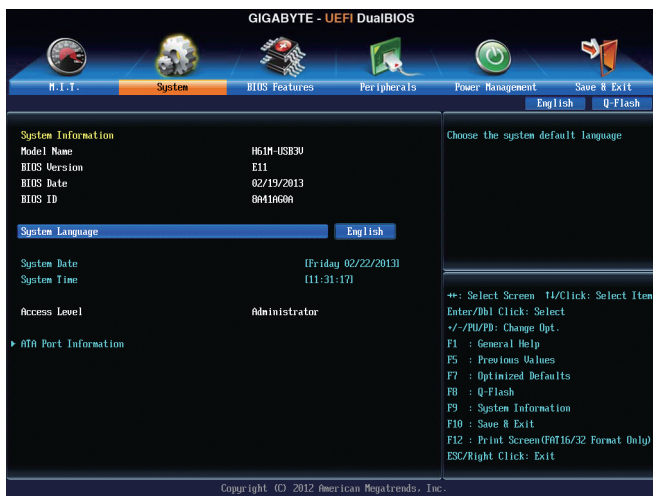 GIGABYTE - UEFI DualBIOS
M.I.T. System BIOS Features Peripherals Power Management Save & Exit
English Q-Flash
System Information
Model Name H61M-USB3V
BIOS Version E11
BIOS Date 02/19/2013
BIOS ID 8A41AG0A
System Language English
System Date [Friday 02/22/2013]
System Time [11:31:17]
Access Level Administrator
ATA Port Information
Choose the system default language
→←: Select Screen ↑↓/Click: Select Item
Enter/Dbl Click: Select
+/-/PU/PD: Change Opt.
F1 : General Help
F5 : Previous Values
F7 : Optimized Defaults
F8 : Q-Flash
F9 : System Information
F10 : Save & Exit
F12 : Print Screen(FAT16/32 Format Only)
ESC/Right Click: Exit
Copyright (C) 2012 American Megatrends, Inc.